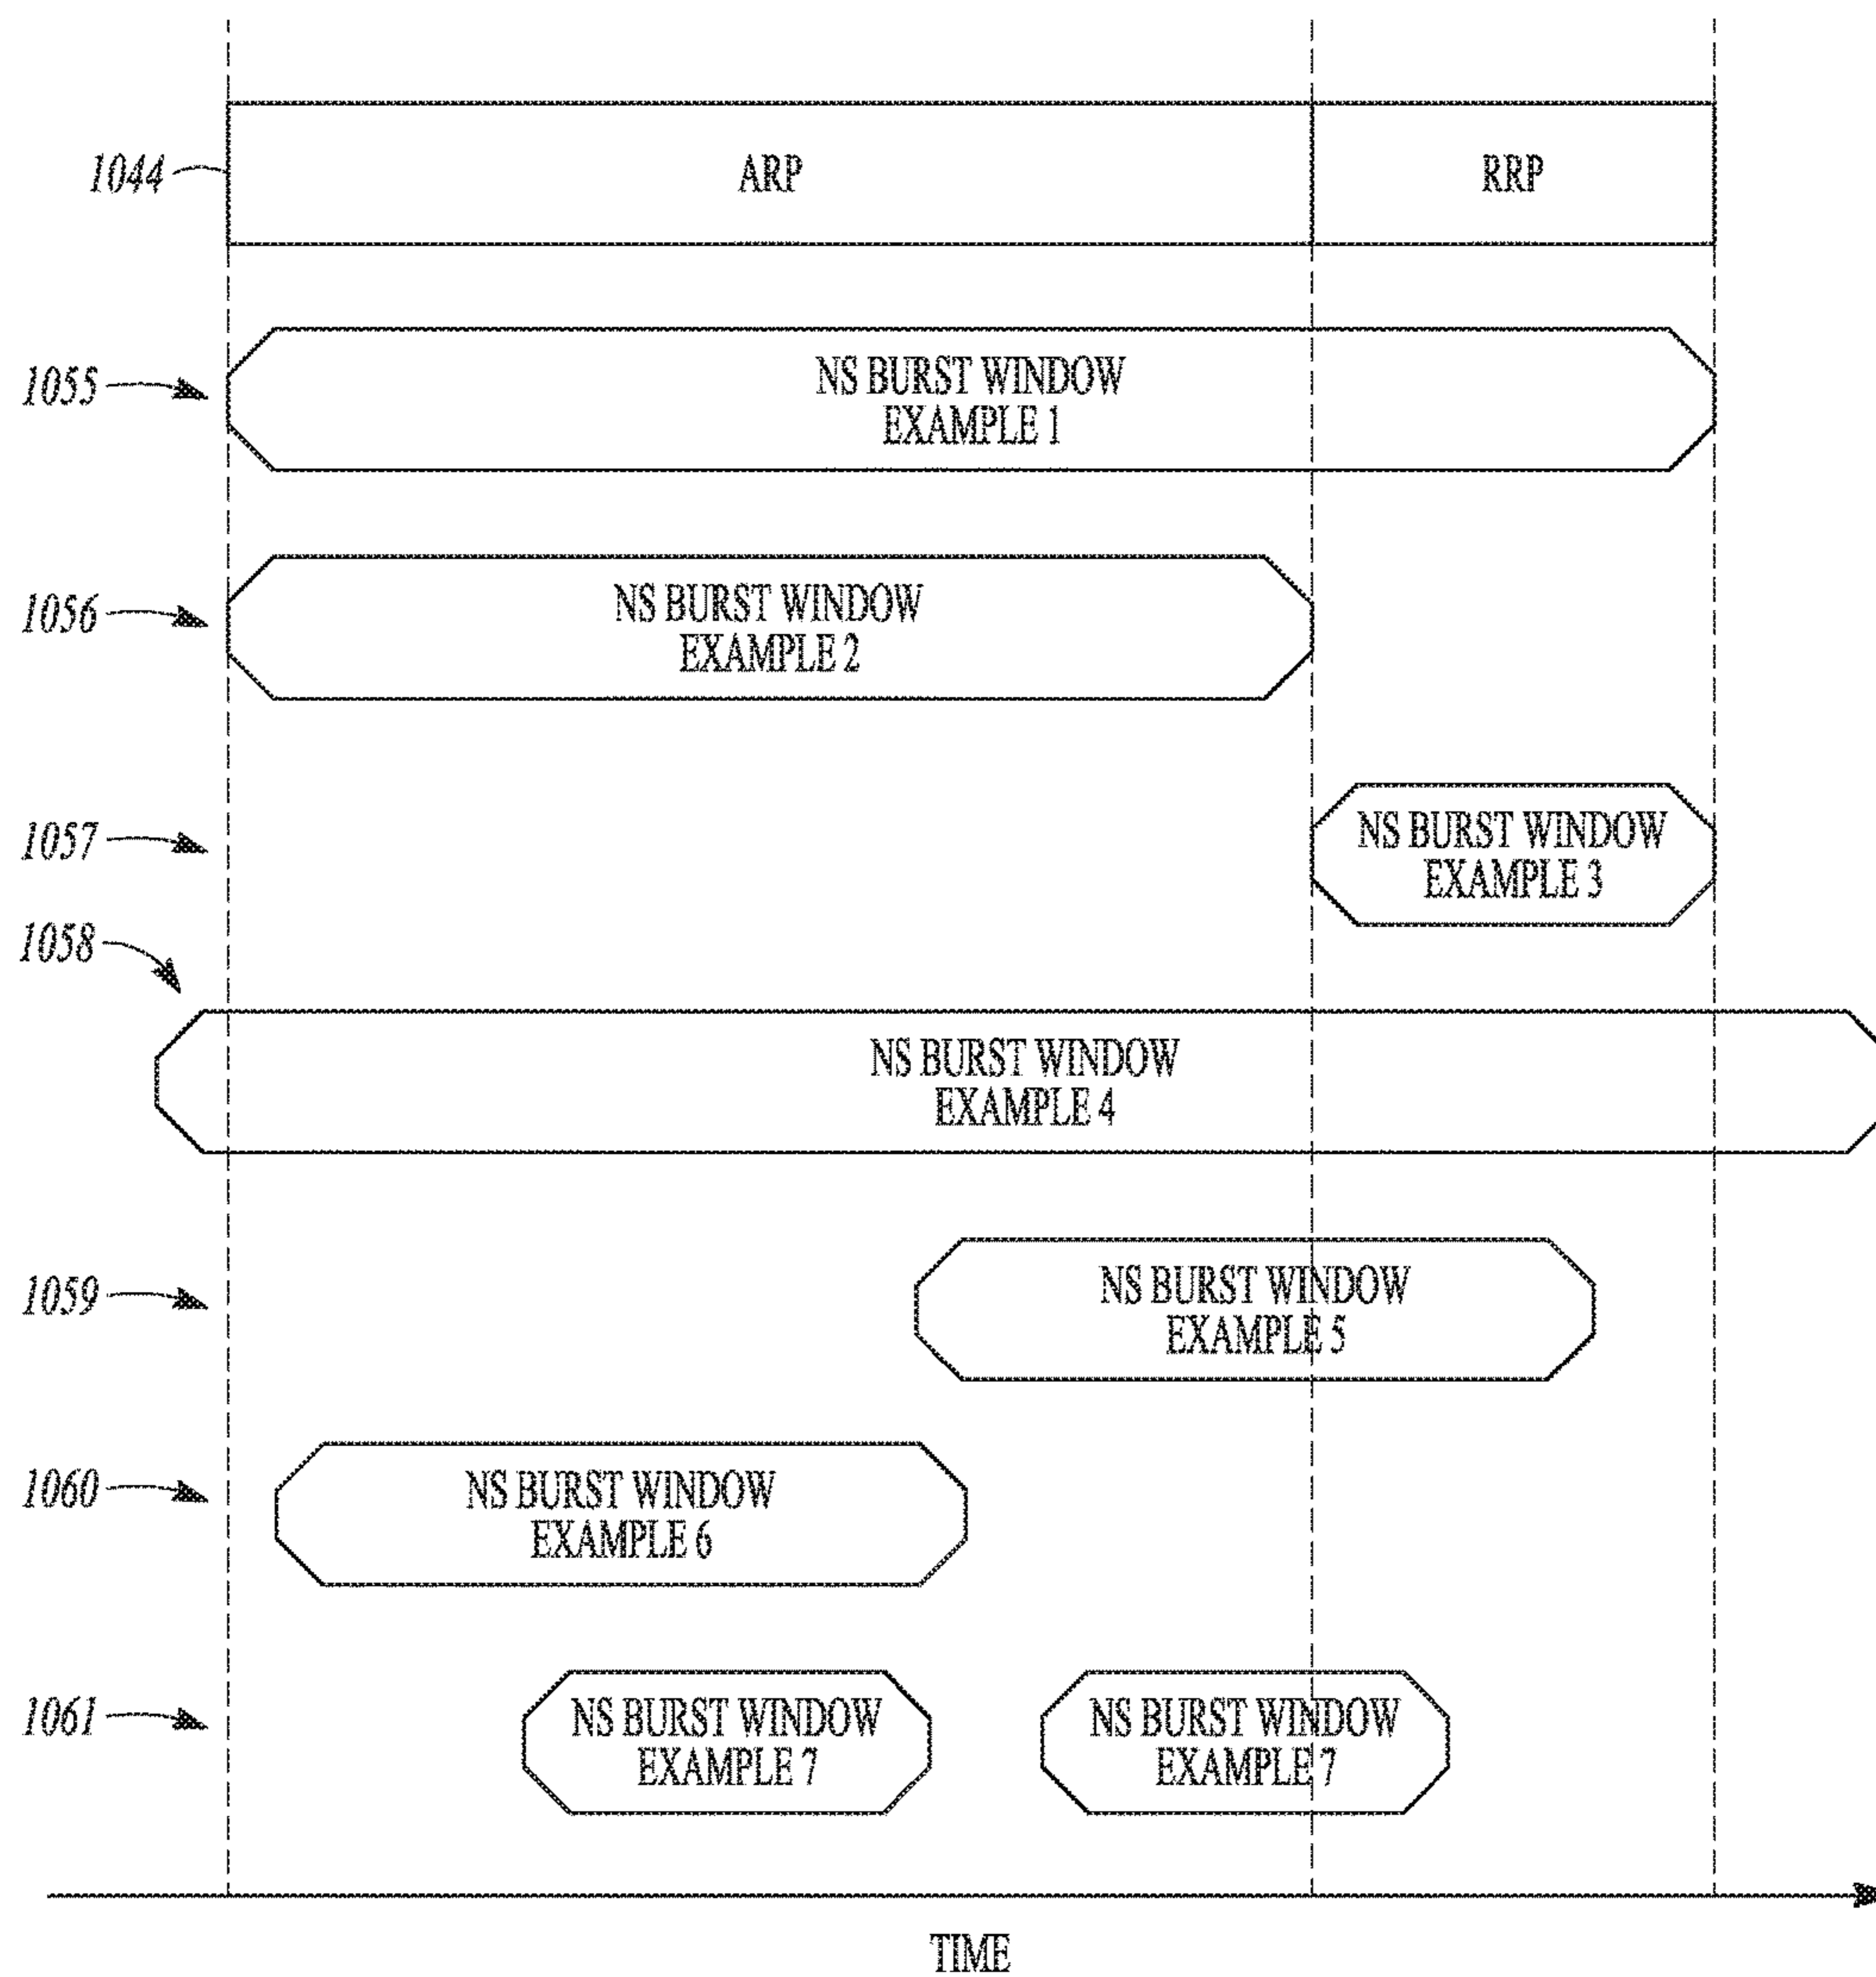 1044
ARP
RRP
1055
NS BURST WINDOW
EXAMPLE 1
1056
NS BURST WINDOW
EXAMPLE 2
1057
NS BURST WINDOW
EXAMPLE 3
1058
NS BURST WINDOW
EXAMPLE 4
1059
NS BURST WINDOW
EXAMPLE 5
1060
NS BURST WINDOW
EXAMPLE 6
1061
NS BURST WINDOW
EXAMPLE 7
NS BURST WINDOW
EXAMPLE 7
TIME